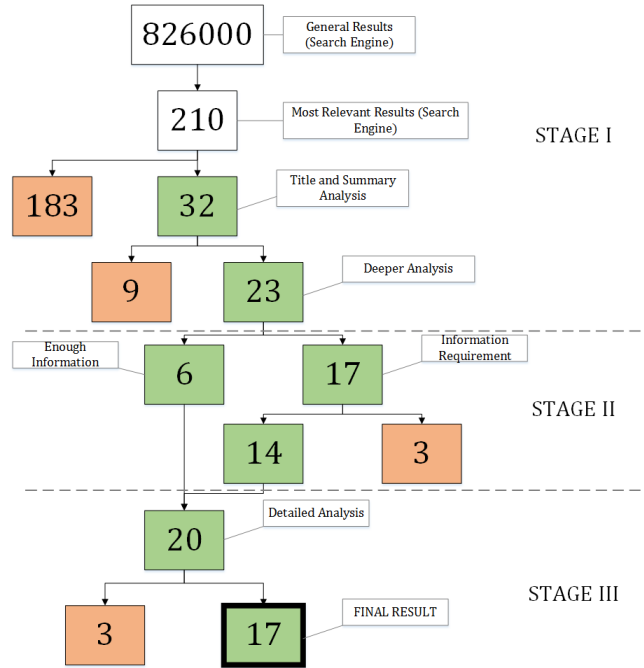 826000
General Results
(Search Engine)
210
Most Relevant Results (Search
Engine)
STAGE I
183
32
Title and Summary
Analysis
9
23
Deeper Analysis
Enough
Information
6
17
Information
Requirement
14
3
STAGE II
20
Detailed Analysis
3
17
FINAL RESULT
STAGE III